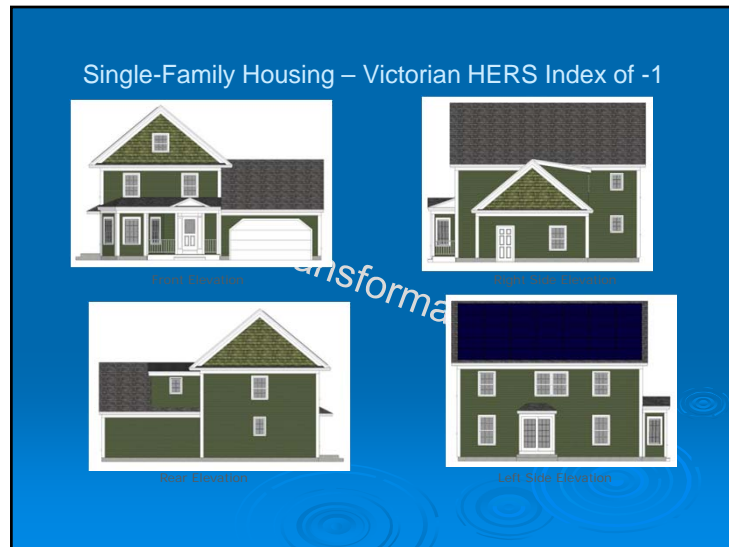 Single-Family Housing – Victorian HERS Index of -1
Front Elevation
Right Side Elevation
Rear Elevation
Left Side Elevation